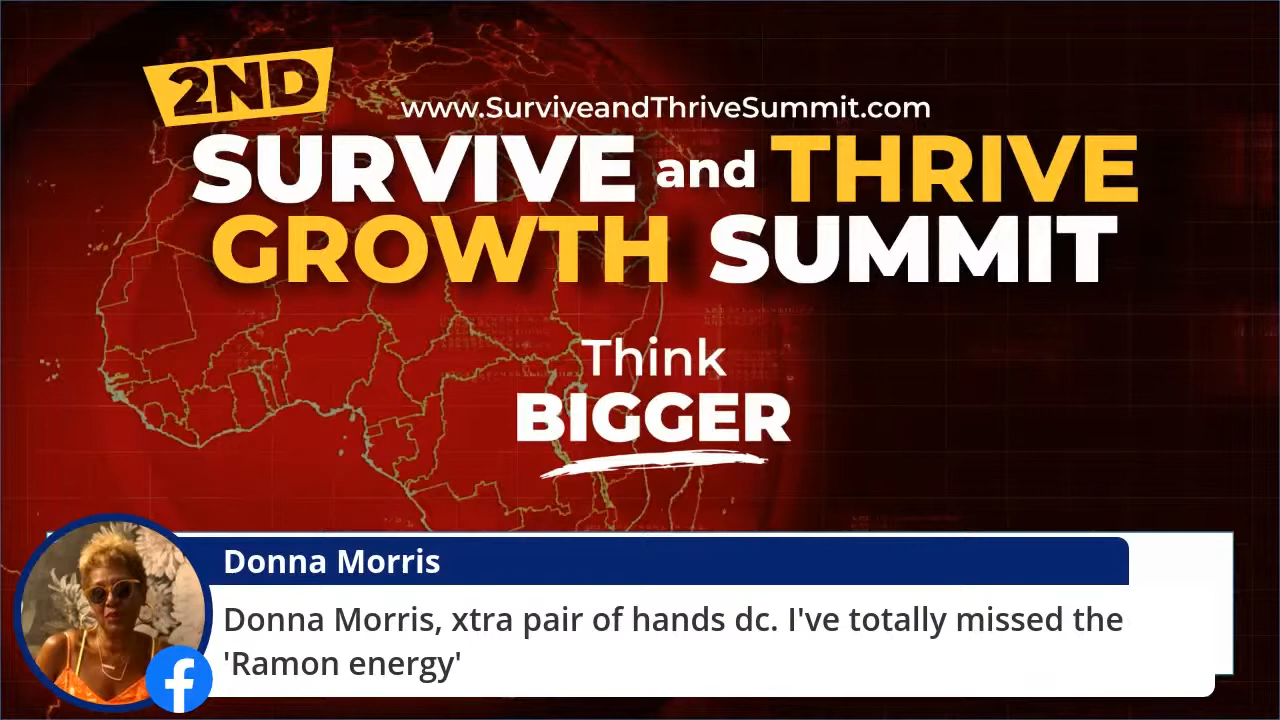 2ND
www.SurviveandThriveSummit.com
SURVIVE and THRIVE
GROWTH SUMMIT
Think
BIGGER
Donna Morris
Donna Morris, xtra pair of hands dc. I've totally missed the
'Ramon energy'